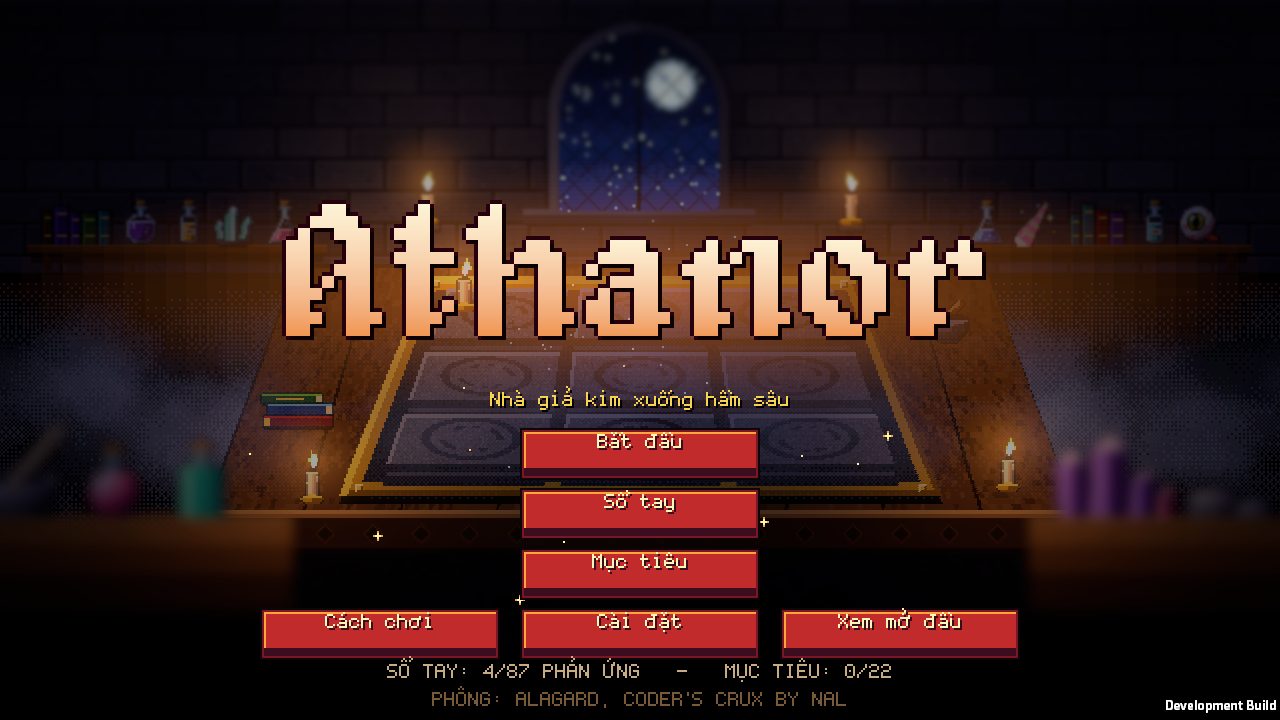 Athanor
Nhà giả kim xuống hầm sâu
Bắt đầu
Sổ tay
Mục tiêu
Cách chơi
Cài đặt
Xem mở đầu
SỔ TAY: 4/87 PHẢN ỨNG – MỤC TIÊU: 0/22
PHÔNG: ALAGARD, CODER'S CRUX BY NAL
Development Build